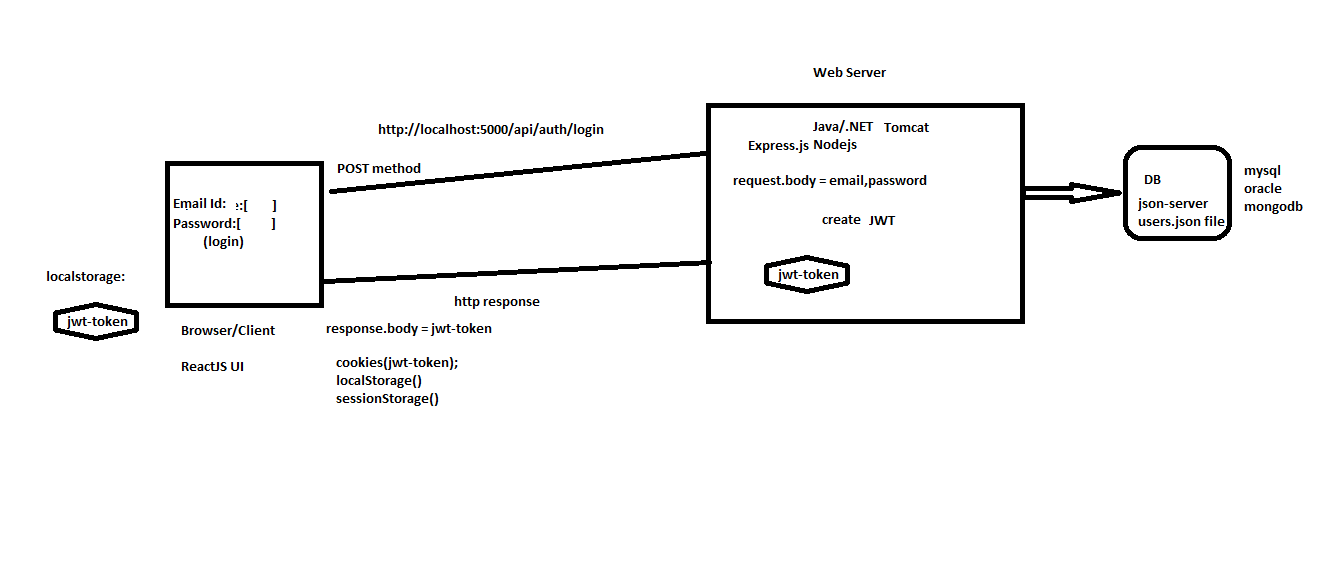 Web Server
http://localhost:5000/api/auth/login
POST method
Java/.NET Tomcat
Express.js Nodejs
request.body = email,password
create JWT
jwt-token
DB
json-server
users.json file
mysql
oracle
mongodb
Email Id: :[ ]
Password:[ ]
(login)
localstorage:
jwt-token
Browser/Client
ReactJS UI
http response
response.body = jwt-token
cookies(jwt-token);
localStorage()
sessionStorage()